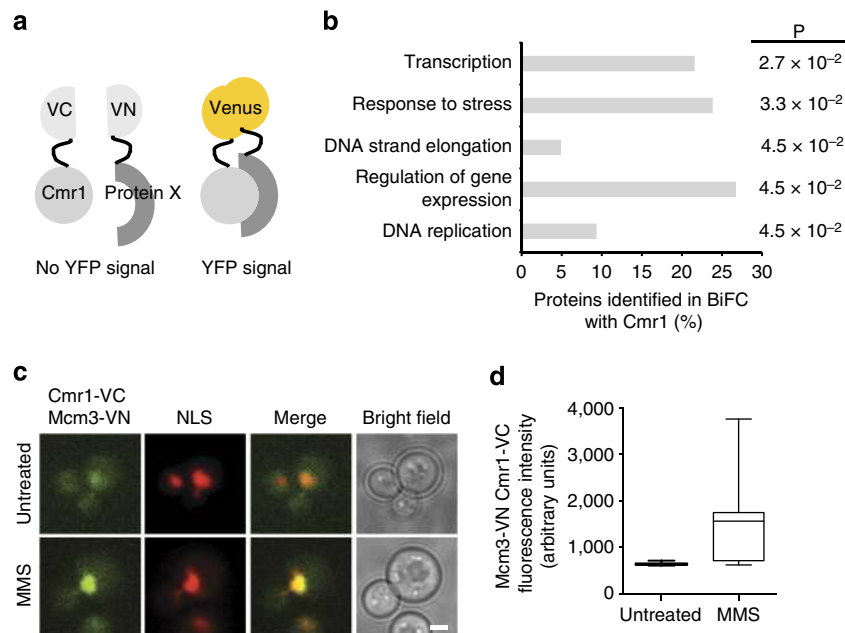 a
VC
VN
Venus
Cmr1
Protein X
No YFP signal
YFP signal
b
P
Transcription
2.7 × 10⁻²
Response to stress
3.3 × 10⁻²
DNA strand elongation
4.5 × 10⁻²
Regulation of gene
expression
4.5 × 10⁻²
DNA replication
4.5 × 10⁻²
0 5 10 15 20 25 30
Proteins identified in BiFC
with Cmr1 (%)
c
Cmr1-VC
Mcm3-VN
NLS
Merge
Bright field
Untreated
MMS
d
Mcm3-VN Cmr1-VC
fluorescence intensity
(arbitrary units)
4,000
3,000
2,000
1,000
0
Untreated
MMS